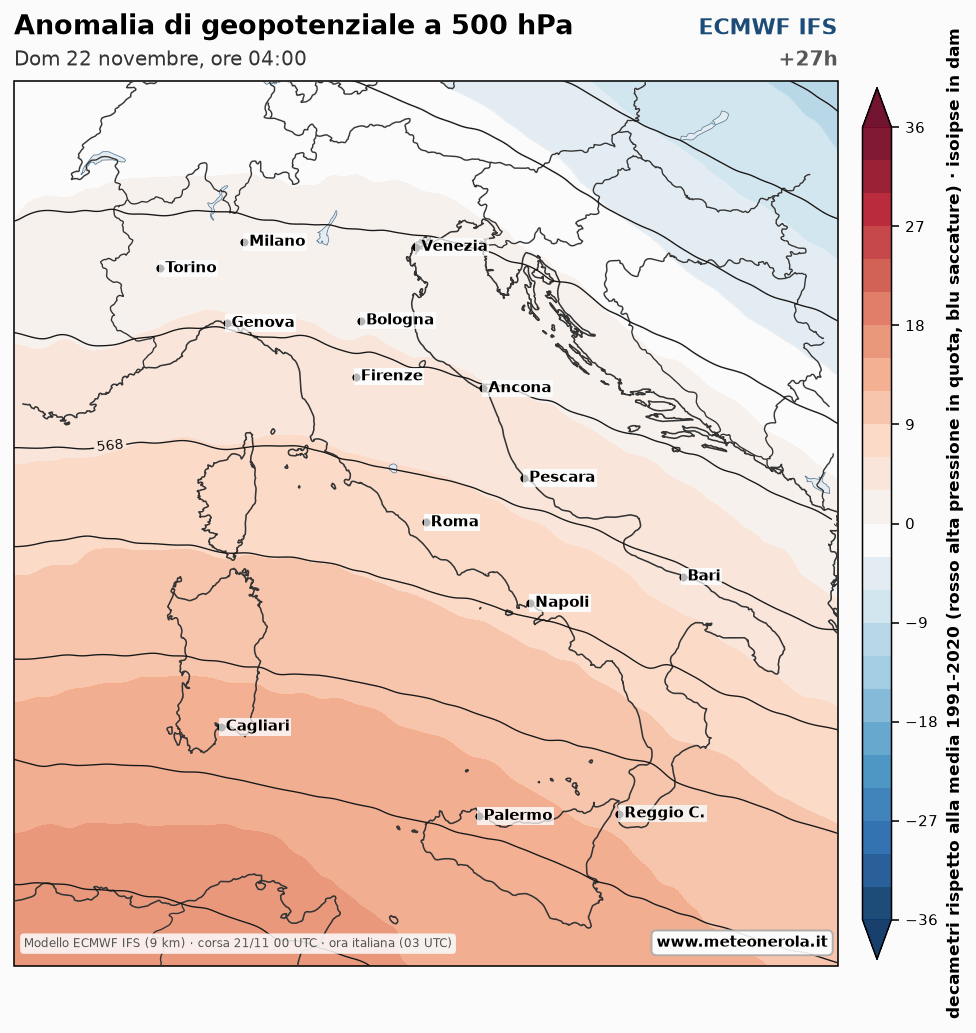 Anomalia di geopotenziale a 500 hPa
ECMWF IFS
Dom 22 novembre, ore 04:00
+27h
Milano
Venezia
Torino
Genova
Bologna
Firenze
Ancona
568
Pescara
Roma
Bari
Napoli
Cagliari
Palermo
Reggio C.
Modello ECMWF IFS (9 km) · corsa 21/11 00 UTC · ora italiana (03 UTC)
www.meteonerola.it
36
27
18
9
0
−9
−18
−27
−36
decametri rispetto alla media 1991-2020 (rosso alta pressione in quota, blu saccature) · isoipse in dam